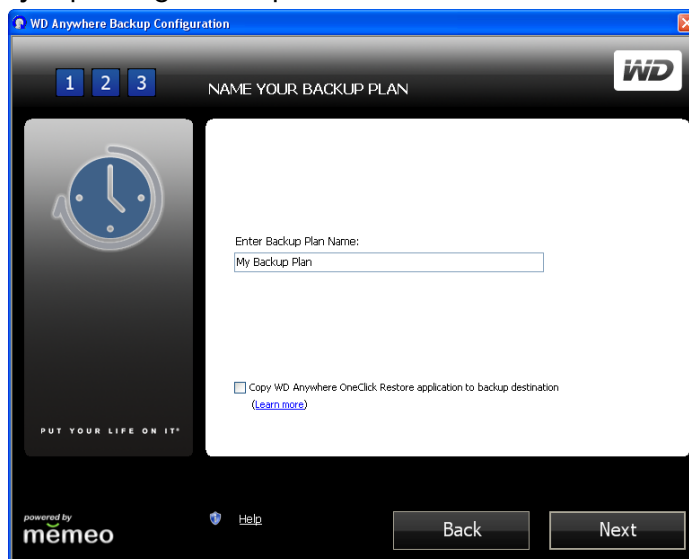 WD Anywhere Backup Configuration
WD
1 2 3
NAME YOUR BACKUP PLAN
Enter Backup Plan Name:
My Backup Plan
Copy WD Anywhere OneClick Restore application to backup destination
(Learn more)
PUT YOUR LIFE ON IT®
powered by
memeo
Help
Back
Next